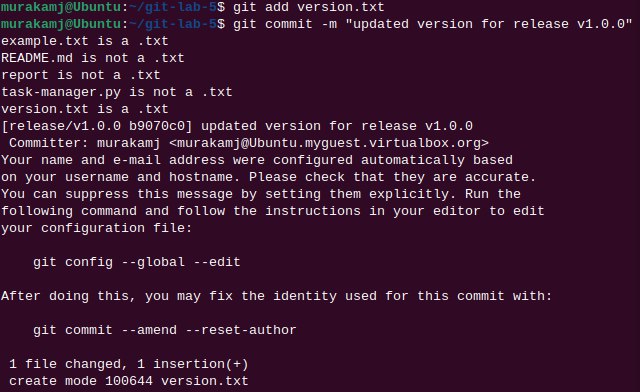 murakamj@Ubuntu:~/git-lab-5$ git add version.txt
murakamj@Ubuntu:~/git-lab-5$ git commit -m "updated version for release v1.0.0"
example.txt is a .txt
README.md is not a .txt
report is not a .txt
task-manager.py is not a .txt
version.txt is a .txt
[release/v1.0.0 b9070c0] updated version for release v1.0.0
 Committer: murakamj <murakamj@Ubuntu.myguest.virtualbox.org>
Your name and e-mail address were configured automatically based
on your username and hostname. Please check that they are accurate.
You can suppress this message by setting them explicitly. Run the
following command and follow the instructions in your editor to edit
your configuration file:

    git config --global --edit

After doing this, you may fix the identity used for this commit with:

    git commit --amend --reset-author

 1 file changed, 1 insertion(+)
 create mode 100644 version.txt